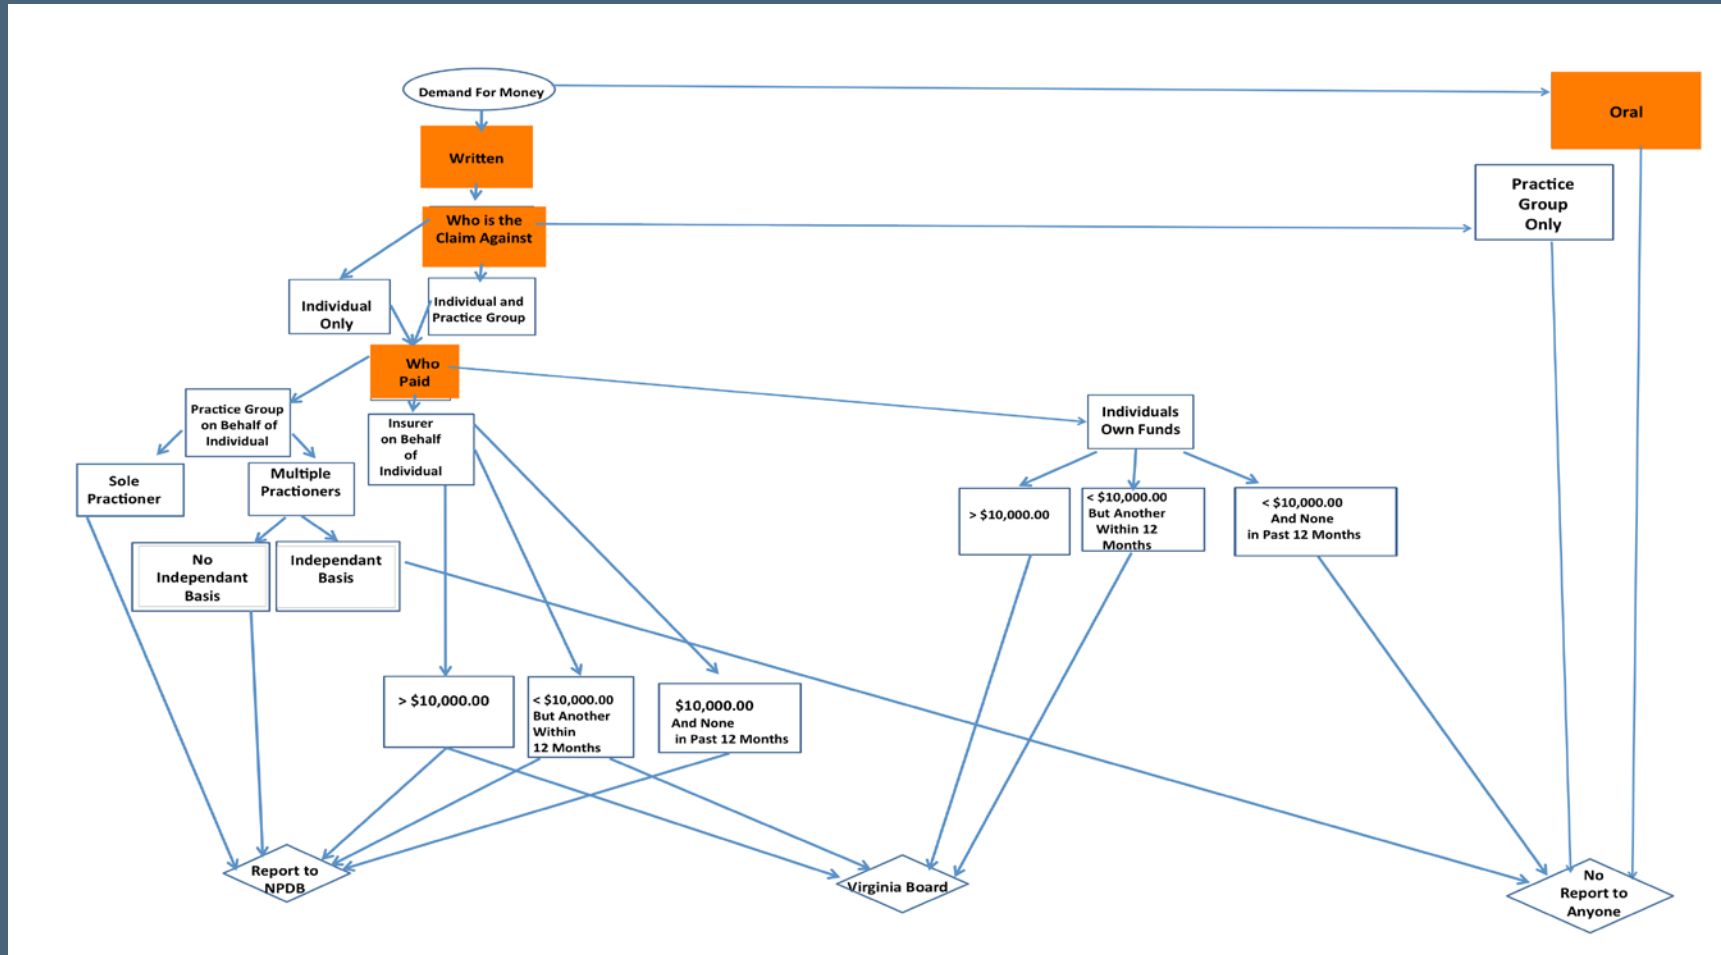 Demand For Money
Oral
Written
Practice
Group
Only
Who is the
Claim Against
Individual
Only
Individual and
Practice Group
Who
Paid
Practice Group
on Behalf of
Individual
Insurer
on Behalf
of
Individual
Individuals
Own Funds
Sole
Practioner
Multiple
Practioners
> $10,000.00
< $10,000.00
But Another
Within 12
Months
< $10,000.00
And None
in Past 12 Months
No
Independant
Basis
Independant
Basis
> $10,000.00
< $10,000.00
But Another
Within
12 Months
$10,000.00
And None
in Past 12 Months
Report to
NPDB
Virginia Board
No
Report to
Anyone